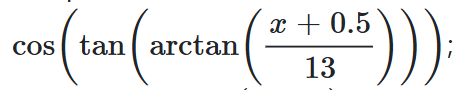 cos(tan(arctan((x + 0.5)/13)));